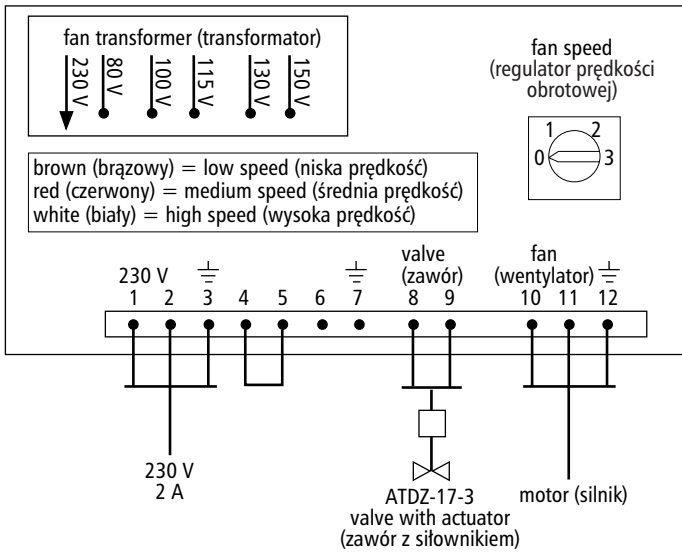 fan transformer (transformator)
230 V
80 V
100 V
115 V
130 V
150 V
fan speed
(regulator prędkości
obrotowej)
1 2
0 3
brown (brązowy) = low speed (niska prędkość)
red (czerwony) = medium speed (średnia prędkość)
white (biały) = high speed (wysoka prędkość)
valve
(zawór)
fan
(wentylator)
230 V
1 2 3 4 5 6 7 8 9 10 11 12
230 V
2 A
ATDZ-17-3
valve with actuator
(zawór z siłownikiem)
motor (silnik)